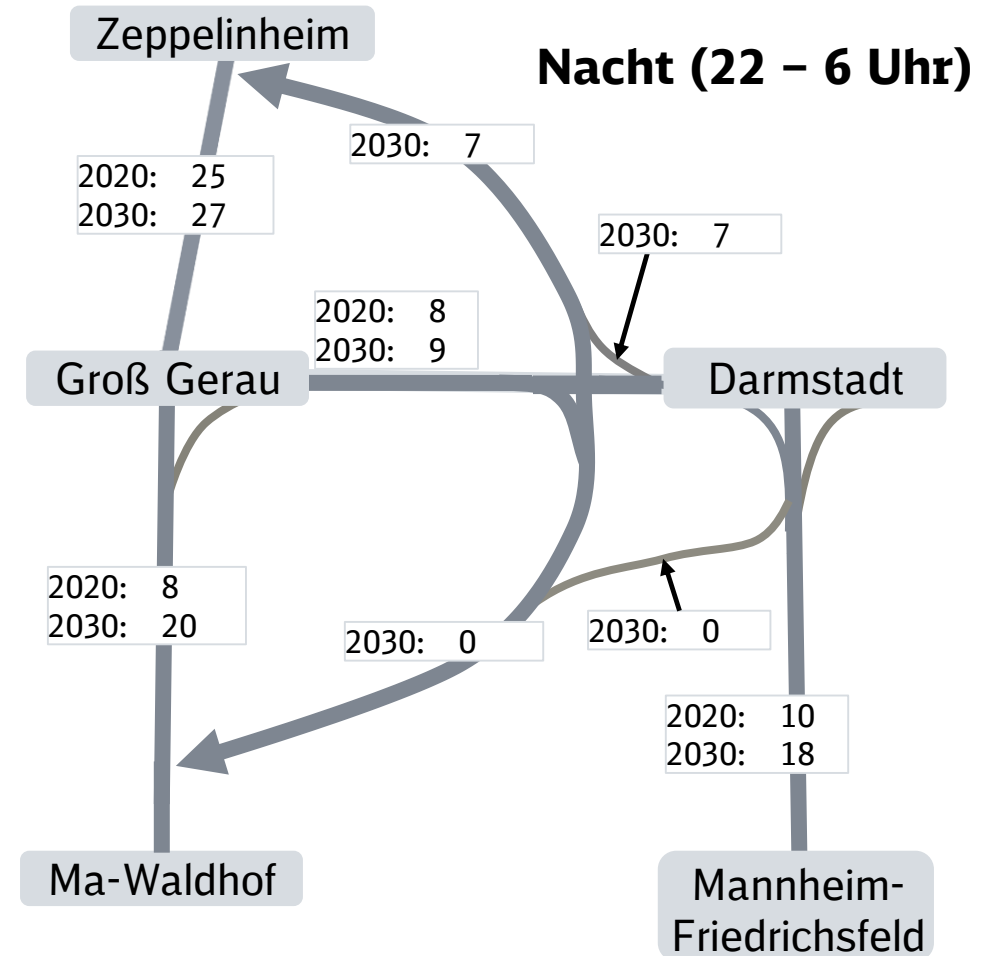 Zeppelinheim
Nacht (22 – 6 Uhr)
2030: 7
2020: 25
2030: 27
2030: 7
2020: 8
2030: 9
Groß Gerau
Darmstadt
2020: 8
2030: 20
2030: 0
2030: 0
2020: 10
2030: 18
Ma-Waldhof
Mannheim-
Friedrichsfeld